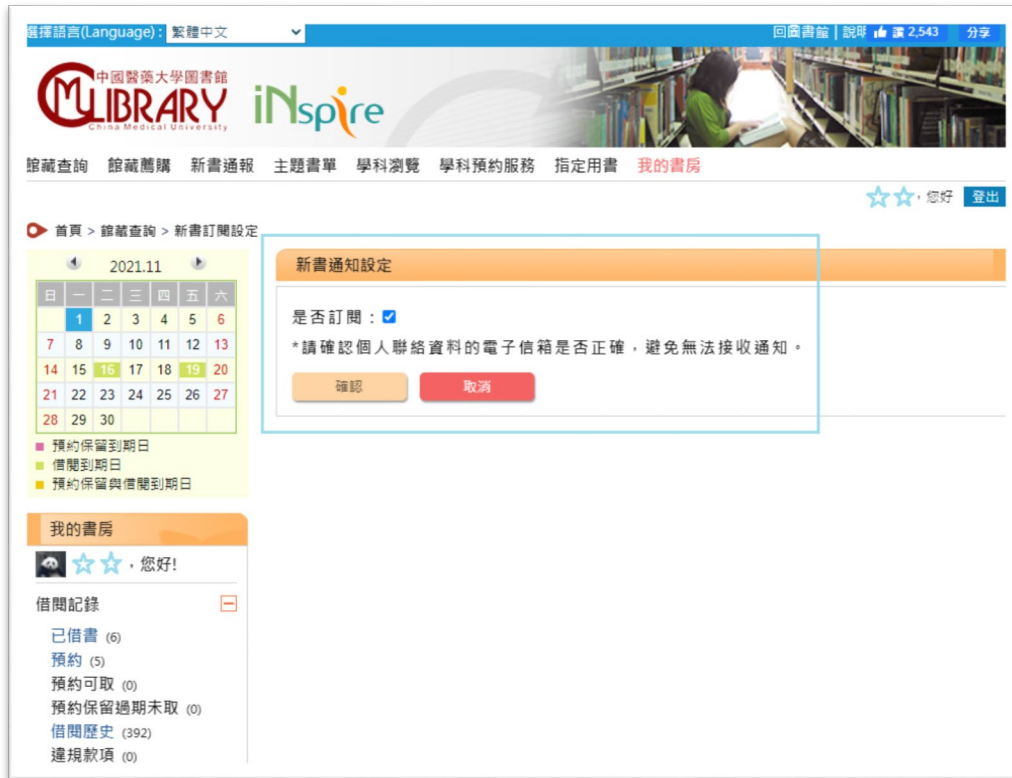 選擇語言(Language)：繁體中文
回圖書館 | 說明 讚 2,543 分享
中國醫藥大學圖書館
CMU LIBRARY
China Medical University
iNspire
館藏查詢 館藏薦購 新書通報 主題書單 學科瀏覽 學科預約服務 指定用書 我的書房
，您好 登出
首頁 > 館藏查詢 > 新書訂閱設定
2021.11
日 一 二 三 四 五 六
1 2 3 4 5 6
7 8 9 10 11 12 13
14 15 16 17 18 19 20
21 22 23 24 25 26 27
28 29 30
預約保留到期日
借閱到期日
預約保留與借閱到期日
新書通知設定
是否訂閱：
*請確認個人聯絡資料的電子信箱是否正確，避免無法接收通知。
確認 取消
我的書房
，您好!
借閱記錄
已借書 (6)
預約 (5)
預約可取 (0)
預約保留過期未取 (0)
借閱歷史 (392)
違規款項 (0)